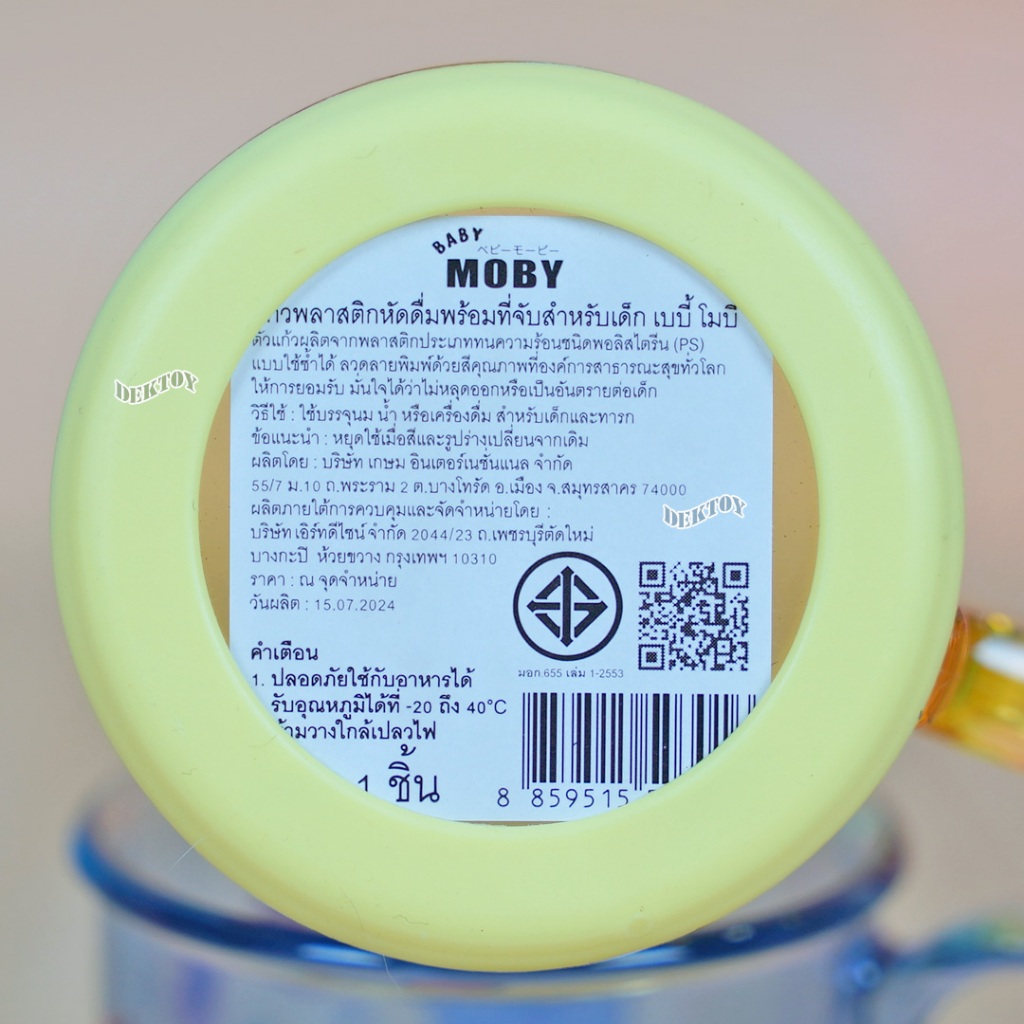 BABY
ベビーモービー
MOBY
พลาสติกหัดดื่มพร้อมที่จับสำหรับเด็ก เบบี้ โมบี
ตัวแก้วผลิตจากพลาสติกประเภททนความร้อนชนิดพอลิสไตรีน (PS)
แบบใช้ซ้ำได้ ลวดลายพิมพ์ด้วยสีคุณภาพที่องค์การสาธารณะสุขทั่วโลก
ให้การยอมรับ มั่นใจได้ว่าไม่หลุดออกหรือเป็นอันตรายต่อเด็ก
วิธีใช้ : ใช้บรรจุนม น้ำ หรือเครื่องดื่ม สำหรับเด็กและทารก
ข้อแนะนำ : หยุดใช้เมื่อสีและรูปร่างเปลี่ยนจากเดิม
ผลิตโดย : บริษัท เกษม อินเตอร์เนชั่นแนล จำกัด
55/7 ม.10 ถ.พระราม 2 ต.บางโทรัด อ.เมือง จ.สมุทรสาคร 74000
ผลิตภายใต้การควบคุมและจัดจำหน่ายโดย :
บริษัท เอิร์ทดีไซน์ จำกัด 2044/23 ถ.เพชรบุรีตัดใหม่
บางกะปิ ห้วยขวาง กรุงเทพฯ 10310
ราคา : ณ จุดจำหน่าย
วันผลิต : 15.07.2024
มอก.655 เล่ม 1-2553
คำเตือน
1. ปลอดภัยใช้กับอาหารได้
รับอุณหภูมิได้ที่ -20 ถึง 40°C
วางใกล้เปลวไฟ
1 ชิ้น
8 859515
DEKTOY
DEKTOY